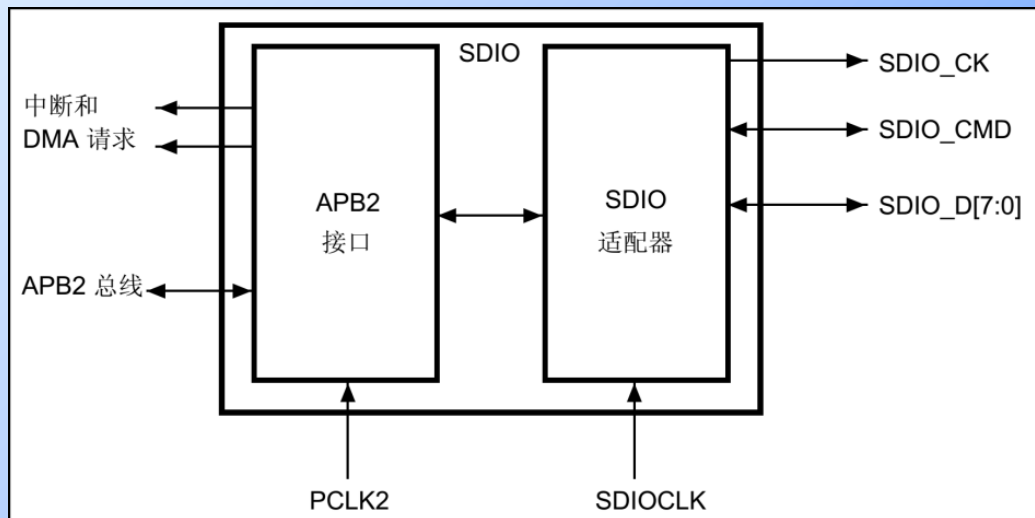 SDIO
SDIO_CK
中断和
DMA 请求
SDIO_CMD
APB2
接口
SDIO
适配器
SDIO_D[7:0]
APB2 总线
PCLK2
SDIOCLK